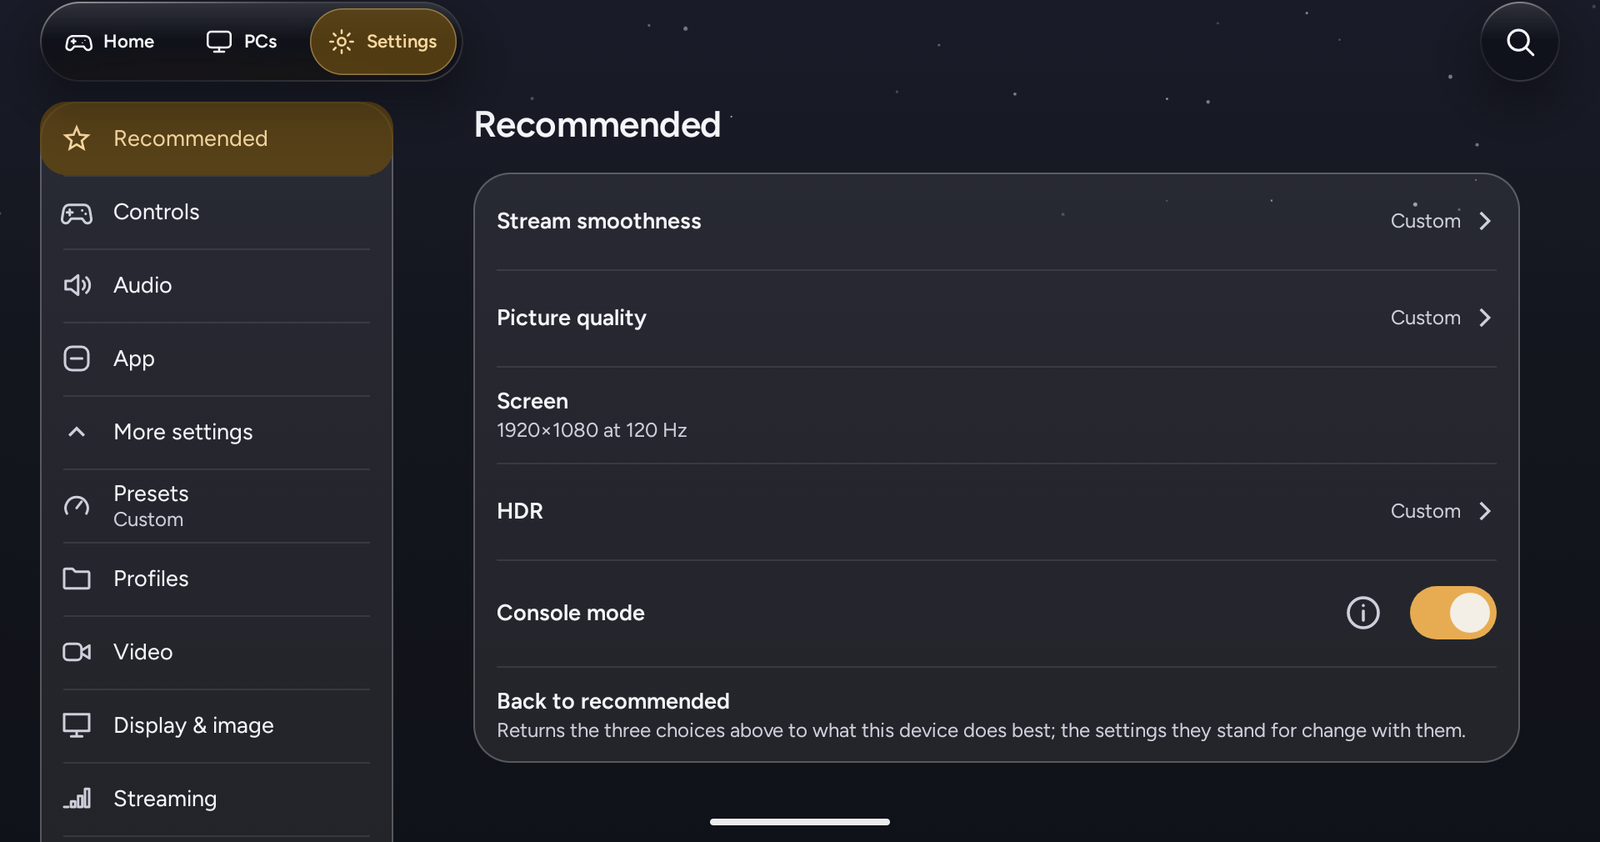 Home
PCs
Settings
Recommended
Controls
Audio
App
More settings
Presets
Custom
Profiles
Video
Display & image
Streaming
Recommended
Stream smoothness
Custom
Picture quality
Custom
Screen
1920×1080 at 120 Hz
HDR
Custom
Console mode
Back to recommended
Returns the three choices above to what this device does best; the settings they stand for change with them.